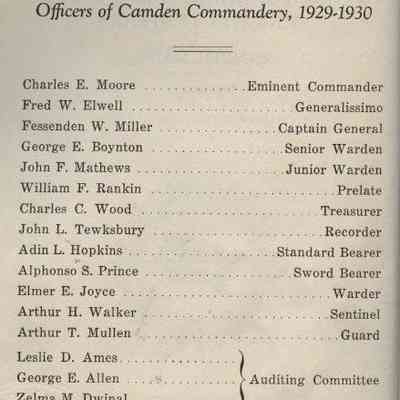 Officers of Camden Commandery, 1929-1930
Charles E. Moore .............. Eminent Commander
Fred W. Elwell ...................... Generalissimo
Fessenden W. Miller ................. Captain General
George E. Boynton .................. Senior Warden
John F. Mathews .................... Junior Warden
William F. Rankin ......................... Prelate
Charles C. Wood ........................ Treasurer
John L. Tewksbury ....................... Recorder
Adin L. Hopkins .................. Standard Bearer
Alphonso S. Prince .................. Sword Bearer
Elmer E. Joyce ............................ Warder
Arthur H. Walker ......................... Sentinel
Arthur T. Mullen ........................... Guard
Leslie D. Ames ...............
George E. Allen .............. } Auditing Committee
Zelma M. Dwinal